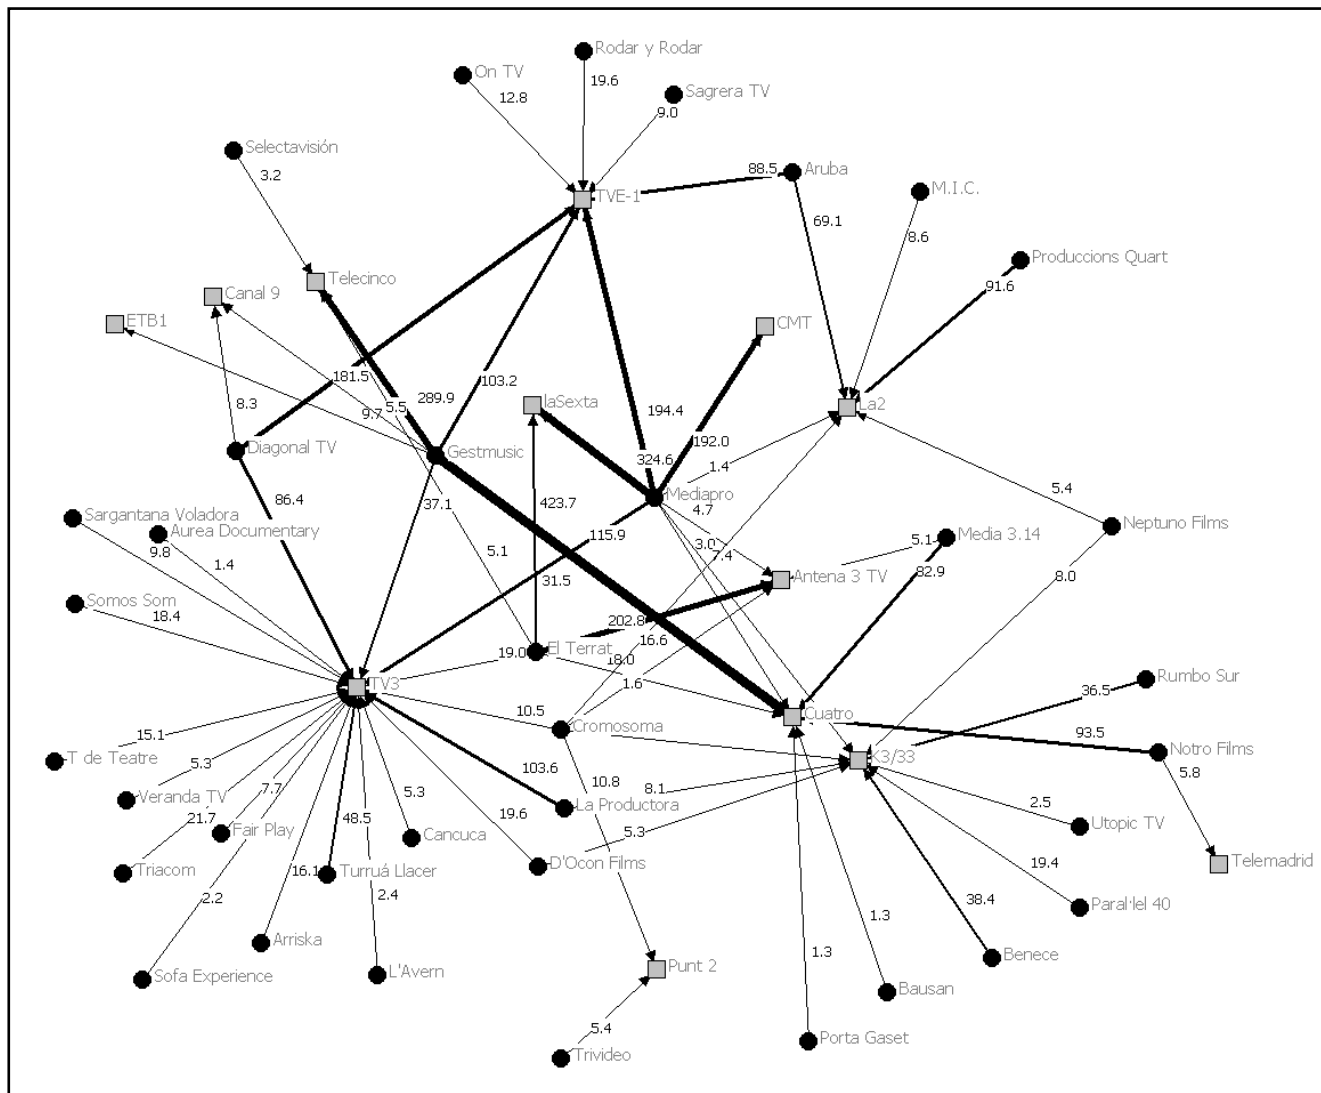 Rodar y Rodar
On TV
19.6
12.8
Sagrera TV
9.0
Selectavisión
3.2
88.5
Aruba
M.I.C.
TVE-1
69.1
8.6
Produccions Quart
91.6
Telecinco
Canal 9
ETB1
CMT
181.5
103.2
8.3
9.7
5.5
289.9
laSexta
194.4
La2
192.0
Diagonal TV
Gestmusic
324.6
1.4
86.4
37.1
423.7
Mediapro
4.7
5.4
Sargantana Voladora
Aurea Documentary
115.9
Neptuno Films
9.8
1.4
5.1
3.0
7.4
5.1
Media 3.14
31.5
Antena 3 TV
82.9
8.0
Somos Som
18.4
202.8
16.6
19.0
El Terrat
18.0
TV3
1.6
Rumbo Sur
36.5
10.5
Cromosoma
Cuatro
93.5
15.1
T de Teatre
103.6
10.8
K3/33
Notro Films
5.3
7.7
8.1
5.8
Veranda TV
21.7
48.5
5.3
19.6
La Productora
2.5
Fair Play
Cancuca
5.3
Utopic TV
Triacom
16.1
Turruá Llacer
D'Ocon Films
19.4
Telemadrid
2.2
2.4
38.4
Paral·lel 40
1.3
Arriska
1.3
Benece
Sofa Experience
L'Avern
Punt 2
Bausan
5.4
Porta Gaset
Trivideo